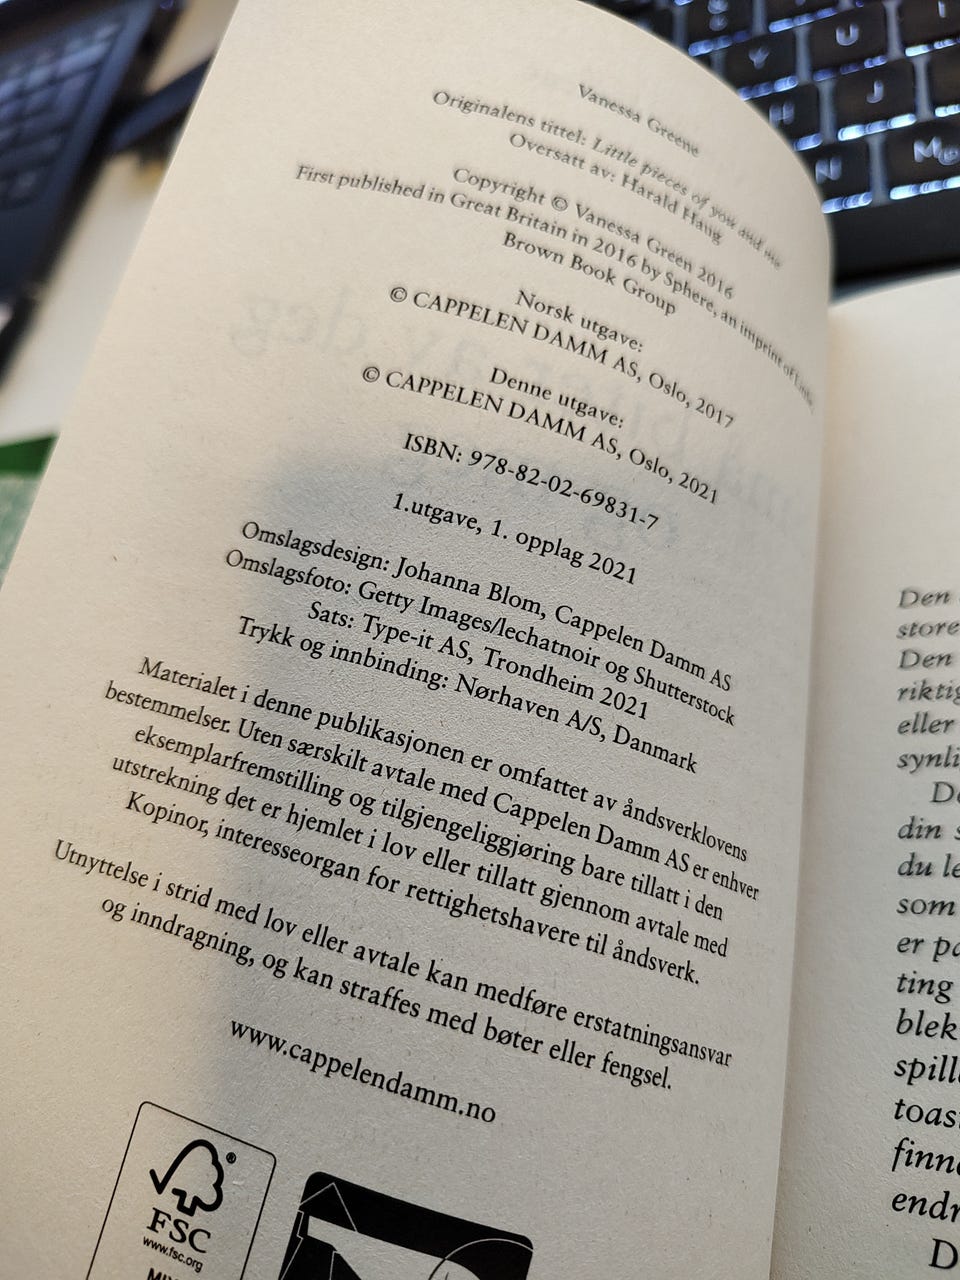 Vanessa Greene
Originalens tittel: Little pieces of you and me
Oversatt av: Harald Haug
Copyright © Vanessa Green 2016
First published in Great Britain in 2016 by Sphere, an imprint of Little
Brown Book Group
Norsk utgave:
© CAPPELEN DAMM AS, Oslo, 2017
Denne utgave:
© CAPPELEN DAMM AS, Oslo, 2021
ISBN: 978-82-02-69831-7
1.utgave, 1. opplag 2021
Omslagsdesign: Johanna Blom, Cappelen Damm AS
Omslagsfoto: Getty Images/lechatnoir og Shutterstock
Sats: Type-it AS, Trondheim 2021
Trykk og innbinding: Nørhaven A/S, Danmark
Materialet i denne publikasjonen er omfattet av åndsverklovens
bestemmelser. Uten særskilt avtale med Cappelen Damm AS er enhver
eksemplarfremstilling og tilgjengeliggjøring bare tillatt i den
utstrekning det er hjemlet i lov eller tillatt gjennom avtale med
Kopinor, interesseorgan for rettighetshavere til åndsverk.
Utnyttelse i strid med lov eller avtale kan medføre erstatningsansvar
og inndragning, og kan straffes med bøter eller fengsel.
www.cappelendamm.no
FSC®
www.fsc.org
Den
store
Den
riktig
eller
synli
De
din s
du le
som
er pa
ting
blek
spill
toas
finne
endr
D
Y
U
I
H
J
N
M